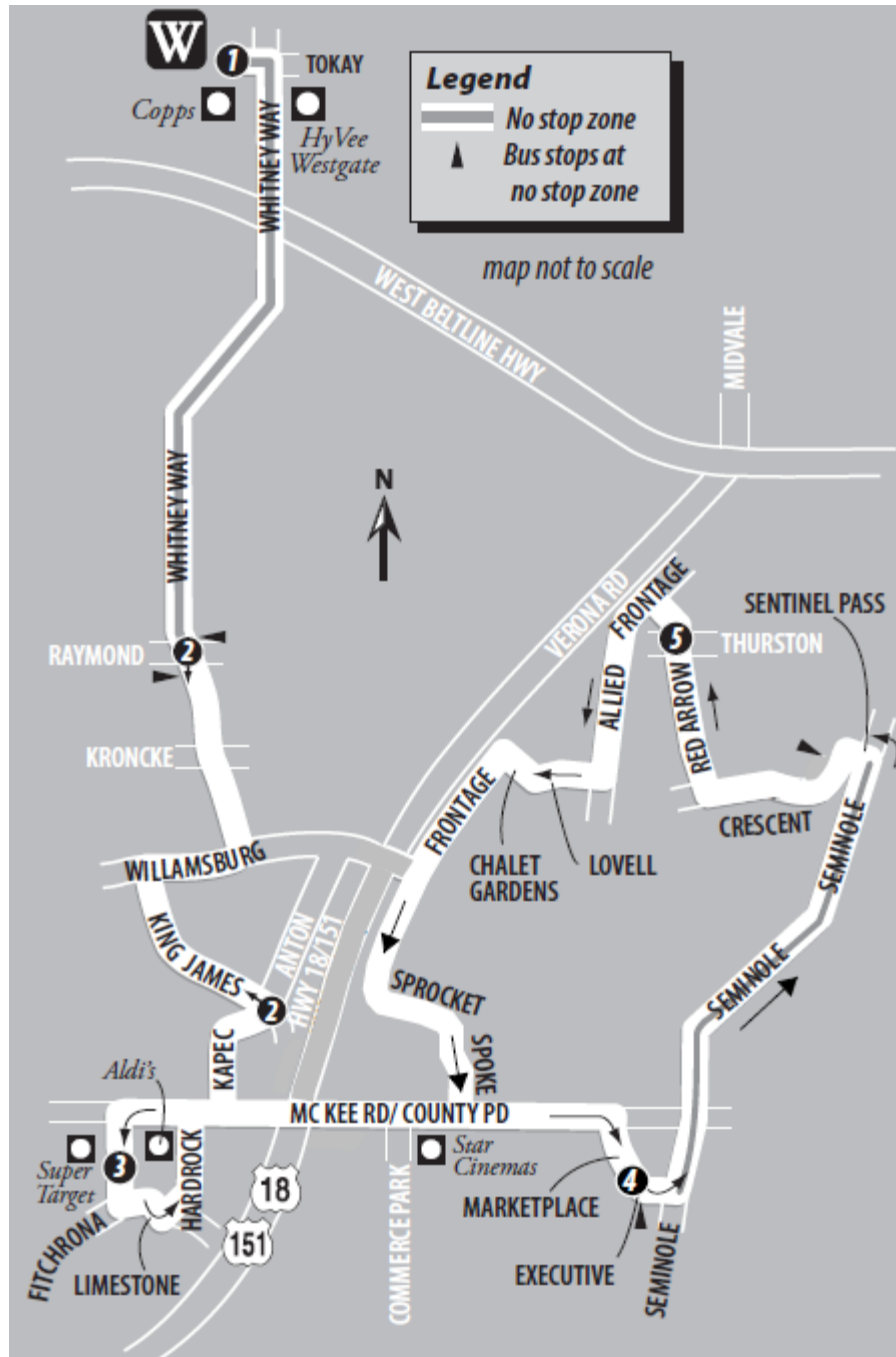 W
1
TOKAY
Copps
HyVee
Westgate
WHITNEY WAY
Legend
No stop zone
Bus stops at
no stop zone
map not to scale
WEST BELTLINE HWY
MIDVALE
WHITNEY WAY
N
VERONA RD
FRONTAGE
SENTINEL PASS
RAYMOND
2
5
THURSTON
ALLIED
RED ARROW
KRONCKE
FRONTAGE
CRESCENT
SEMINOLE
CHALET
GARDENS
LOVELL
WILLAMSBURG
KING JAMES
ANTON
HWY 18/151
2
SPROCKET
SEMINOLE
KAPEC
SPOKE
Aldi's
MC KEE RD/ COUNTY PD
Super
Target
3
HARDROCK
Star
Cinemas
4
18
MARKETPLACE
FITCHRONA
151
LIMESTONE
COMMERCE PARK
EXECUTIVE
SEMINOLE